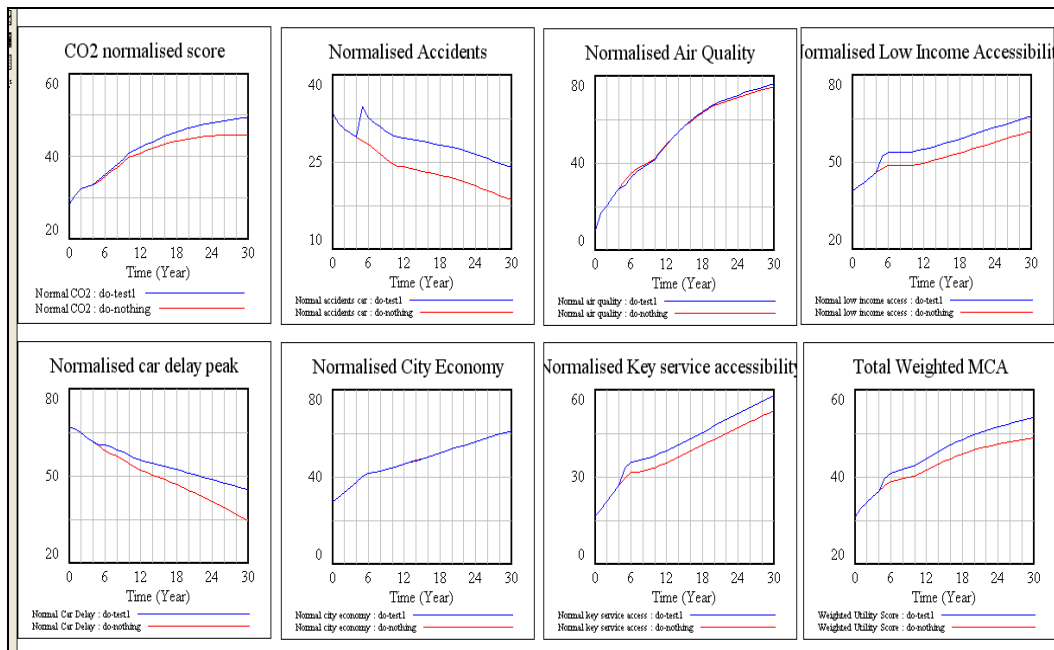 CO2 normalised score
60
40
20
0 6 12 18 24 30
Time (Year)
Normal CO2 : do-test1
Normal CO2 : do-nothing
Normalised Accidents
40
25
10
0 6 12 18 24 30
Time (Year)
Normal accidents car : do-test1
Normal accidents car : do-nothing
Normalised Air Quality
80
40
0
0 6 12 18 24 30
Time (Year)
Normal air quality : do-test1
Normal air quality : do-nothing
Normalised Low Income Accessibilit
80
50
20
0 6 12 18 24 30
Time (Year)
Normal low income access : do-test1
Normal low income access : do-nothing
Normalised car delay peak
80
50
20
0 6 12 18 24 30
Time (Year)
Normal Car Delay : do-test1
Normal Car Delay : do-nothing
Normalised City Economy
80
40
0
0 6 12 18 24 30
Time (Year)
Normal city economy : do-test1
Normal city economy : do-nothing
Normalised Key service accessibility
60
30
0
0 6 12 18 24 30
Time (Year)
Normal key service access : do-test1
Normal key service access : do-nothing
Total Weighted MCA
60
40
20
0 6 12 18 24 30
Time (Year)
Weighted Utility Score : do-test1
Weighted Utility Score : do-nothing